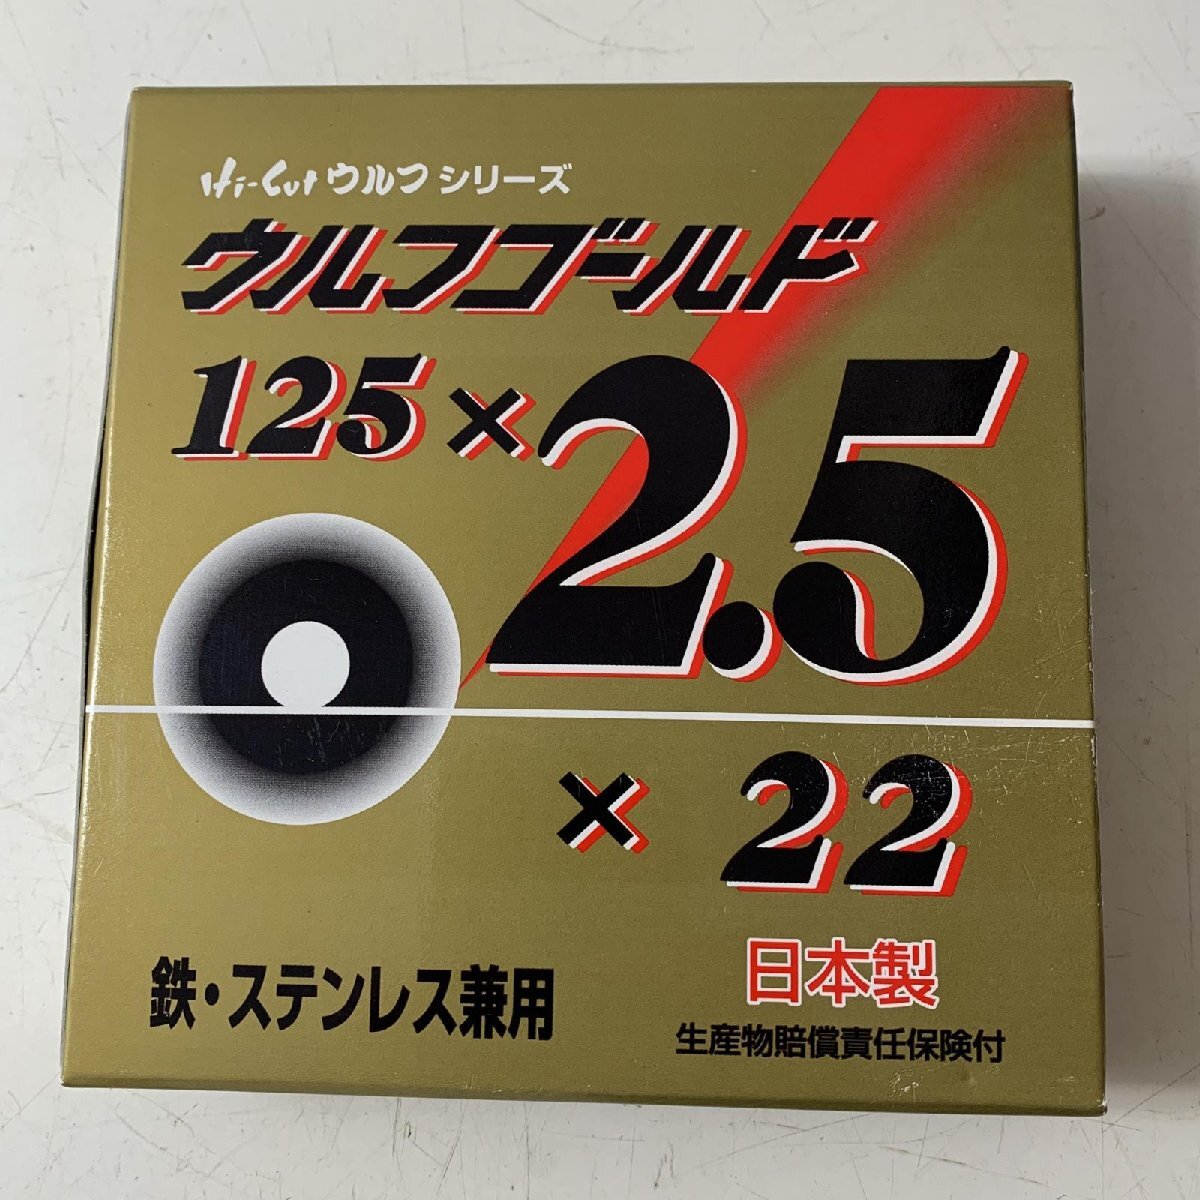 Hi-Cut ウルフ シリーズ
ウルフゴールド
125×2.5
×22
日本製
鉄・ステンレス兼用
生産物賠償責任保険付